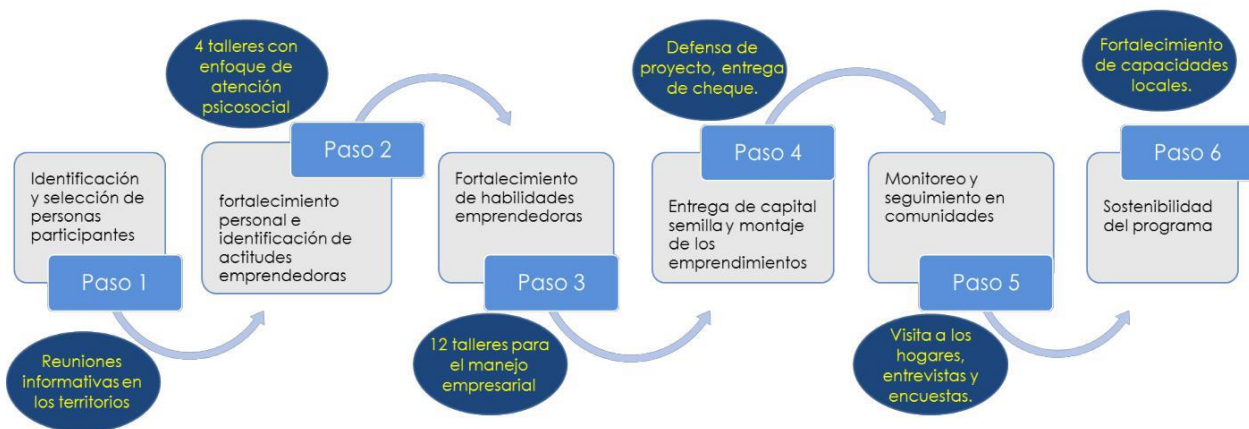 Identificación
y selección de
personas
participantes
Paso 1
Reuniones
informativas en
los territorios
4 talleres con
enfoque de
atención
psicosocial
Paso 2
fortalecimiento
personal e
identificación de
actitudes
emprendedoras
Fortalecimiento
de habilidades
emprendedoras
Paso 3
12 talleres para
el manejo
empresarial
Defensa de
proyecto, entrega
de cheque.
Paso 4
Entrega de capital
semilla y montaje
de los
emprendimientos
Monitoreo y
seguimiento en
comunidades
Paso 5
Visita a los
hogares,
entrevistas y
encuestas.
Fortalecimiento
de capacidades
locales.
Paso 6
Sostenibilidad
del programa